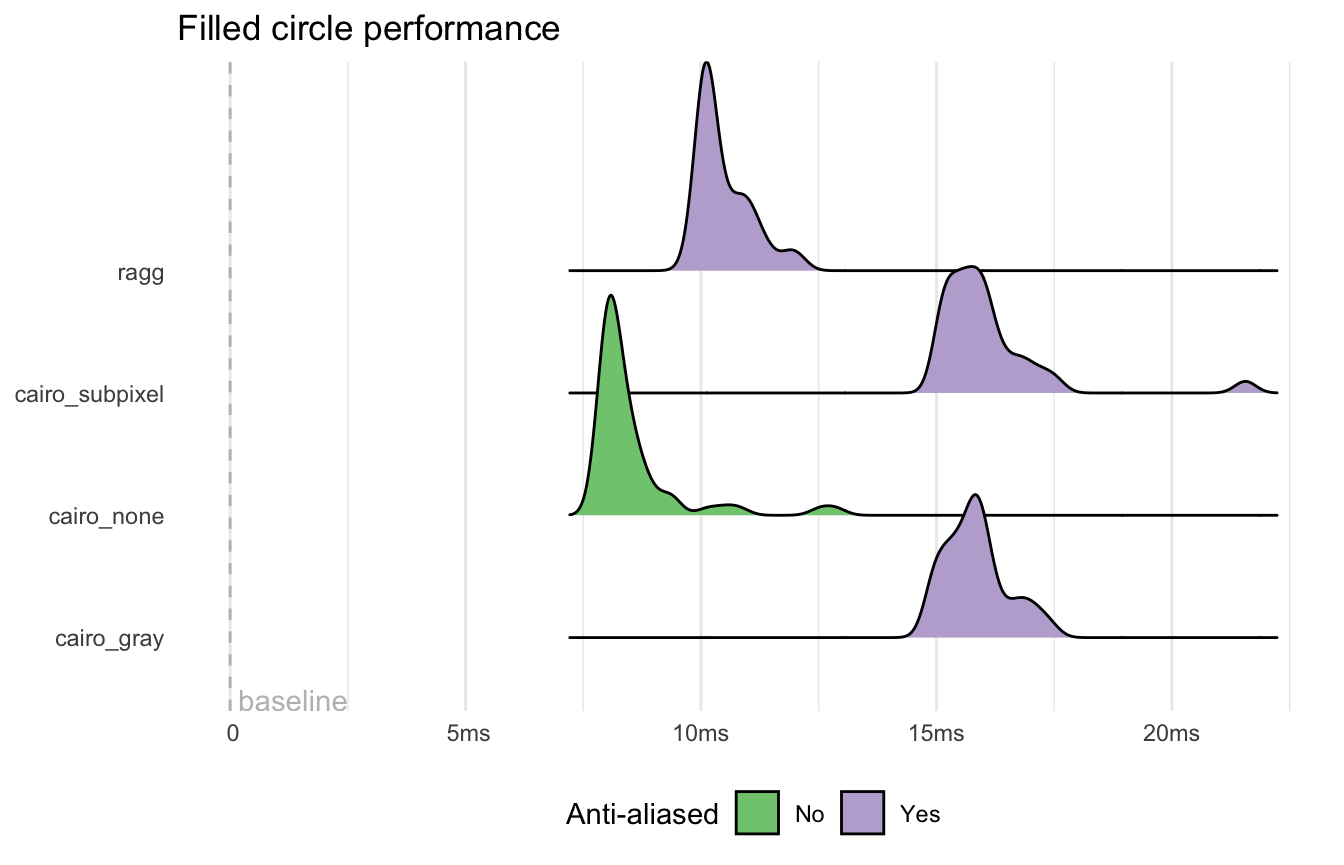 Filled circle performance
ragg
cairo_subpixel
cairo_none
cairo_gray
baseline
0 5ms 10ms 15ms 20ms
Anti-aliased No Yes